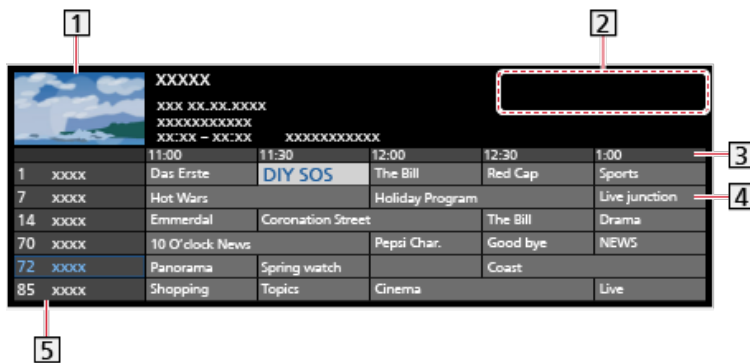 1 2
XXXXX
xxx xx.xx.xxxx
xxxxxxxxxxx
xx:xx – xx:xx xxxxxxxxxxx
11:00 11:30 12:00 12:30 1:00 3
1 xxxx Das Erste DIY SOS The Bill Red Cap Sports
7 xxxx Hot Wars Holiday Program Live junction 4
14 xxxx Emmerdal Coronation Street The Bill Drama
70 xxxx 10 O'clock News Pepsi Char. Good bye NEWS
72 xxxx Panorama Spring watch Coast
85 xxxx Shopping Topics Cinema Live
5